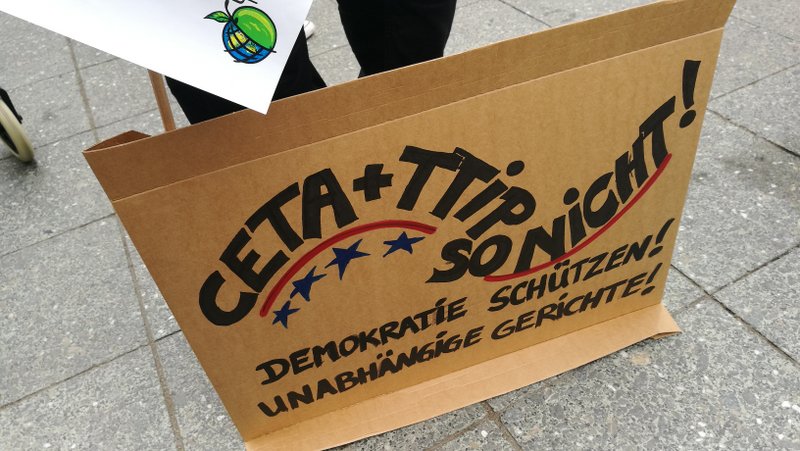 CETA + TTiP
SO NiCHT!
DEMOKRATiE SCHÜTZEN!
UNABHÄNGiGE GERiCHTE!